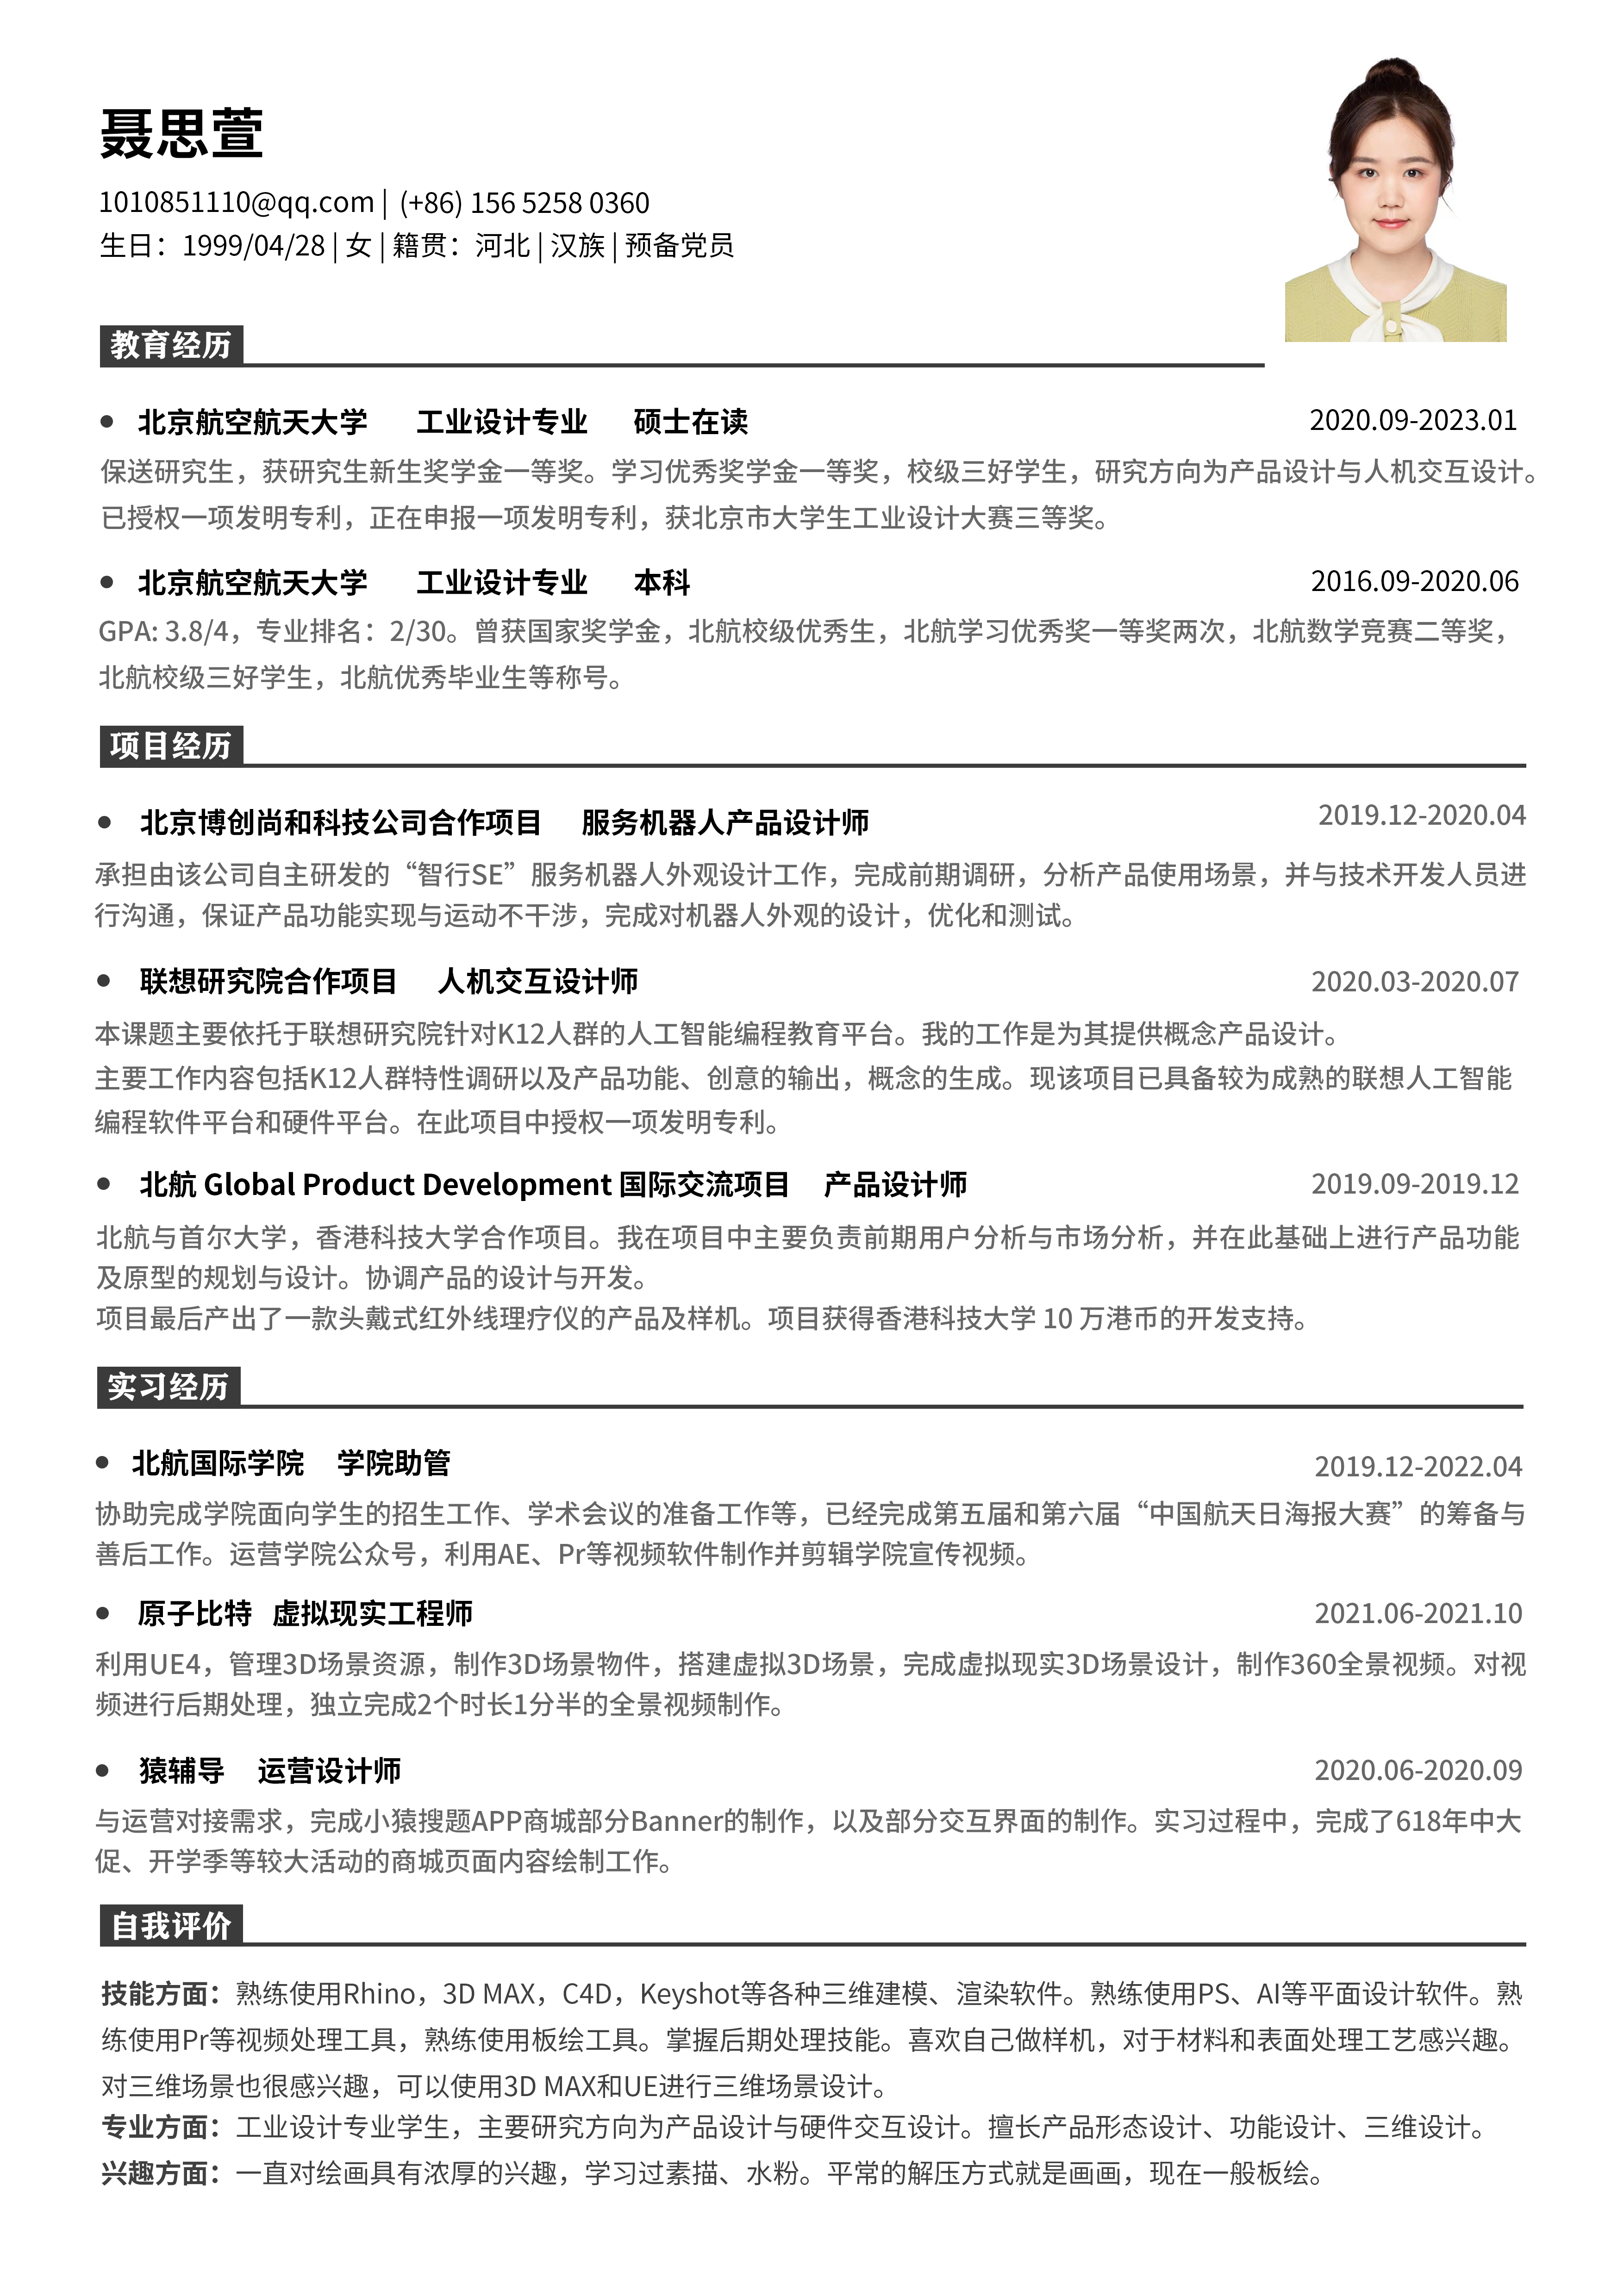 聂思萱
1010851110@qq.com | (+86) 156 5258 0360
生日：1999/04/28 | 女 | 籍贯：河北 | 汉族 | 预备党员
教育经历
北京航空航天大学 工业设计专业 硕士在读 2020.09-2023.01
保送研究生，获研究生新生奖学金一等奖。学习优秀奖学金一等奖，校级三好学生，研究方向为产品设计与人机交互设计。
已授权一项发明专利，正在申报一项发明专利，获北京市大学生工业设计大赛三等奖。
北京航空航天大学 工业设计专业 本科 2016.09-2020.06
GPA: 3.8/4，专业排名：2/30。曾获国家奖学金，北航校级优秀生，北航学习优秀奖一等奖两次，北航数学竞赛二等奖，
北航校级三好学生，北航优秀毕业生等称号。
项目经历
北京博创尚和科技公司合作项目 服务机器人产品设计师 2019.12-2020.04
承担由该公司自主研发的“智行SE”服务机器人外观设计工作，完成前期调研，分析产品使用场景，并与技术开发人员进
行沟通，保证产品功能实现与运动不干涉，完成对机器人外观的设计，优化和测试。
联想研究院合作项目 人机交互设计师 2020.03-2020.07
本课题主要依托于联想研究院针对K12人群的人工智能编程教育平台。我的工作是为其提供概念产品设计。
主要工作内容包括K12人群特性调研以及产品功能、创意的输出，概念的生成。现该项目已具备较为成熟的联想人工智能
编程软件平台和硬件平台。在此项目中授权一项发明专利。
北航 Global Product Development 国际交流项目 产品设计师 2019.09-2019.12
北航与首尔大学，香港科技大学合作项目。我在项目中主要负责前期用户分析与市场分析，并在此基础上进行产品功能
及原型的规划与设计。协调产品的设计与开发。
项目最后产出了一款头戴式红外线理疗仪的产品及样机。项目获得香港科技大学 10 万港币的开发支持。
实习经历
北航国际学院 学院助管 2019.12-2022.04
协助完成学院面向学生的招生工作、学术会议的准备工作等，已经完成第五届和第六届“中国航天日海报大赛”的筹备与
善后工作。运营学院公众号，利用AE、Pr等视频软件制作并剪辑学院宣传视频。
原子比特 虚拟现实工程师 2021.06-2021.10
利用UE4，管理3D场景资源，制作3D场景物件，搭建虚拟3D场景，完成虚拟现实3D场景设计，制作360全景视频。对视
频进行后期处理，独立完成2个时长1分半的全景视频制作。
猿辅导 运营设计师 2020.06-2020.09
与运营对接需求，完成小猿搜题APP商城部分Banner的制作，以及部分交互界面的制作。实习过程中，完成了618年中大
促、开学季等较大活动的商城页面内容绘制工作。
自我评价
技能方面：熟练使用Rhino，3D MAX，C4D，Keyshot等各种三维建模、渲染软件。熟练使用PS、AI等平面设计软件。熟
练使用Pr等视频处理工具，熟练使用板绘工具。掌握后期处理技能。喜欢自己做样机，对于材料和表面处理工艺感兴趣。
对三维场景也很感兴趣，可以使用3D MAX和UE进行三维场景设计。
专业方面：工业设计专业学生，主要研究方向为产品设计与硬件交互设计。擅长产品形态设计、功能设计、三维设计。
兴趣方面：一直对绘画具有浓厚的兴趣，学习过素描、水粉。平常的解压方式就是画画，现在一般板绘。